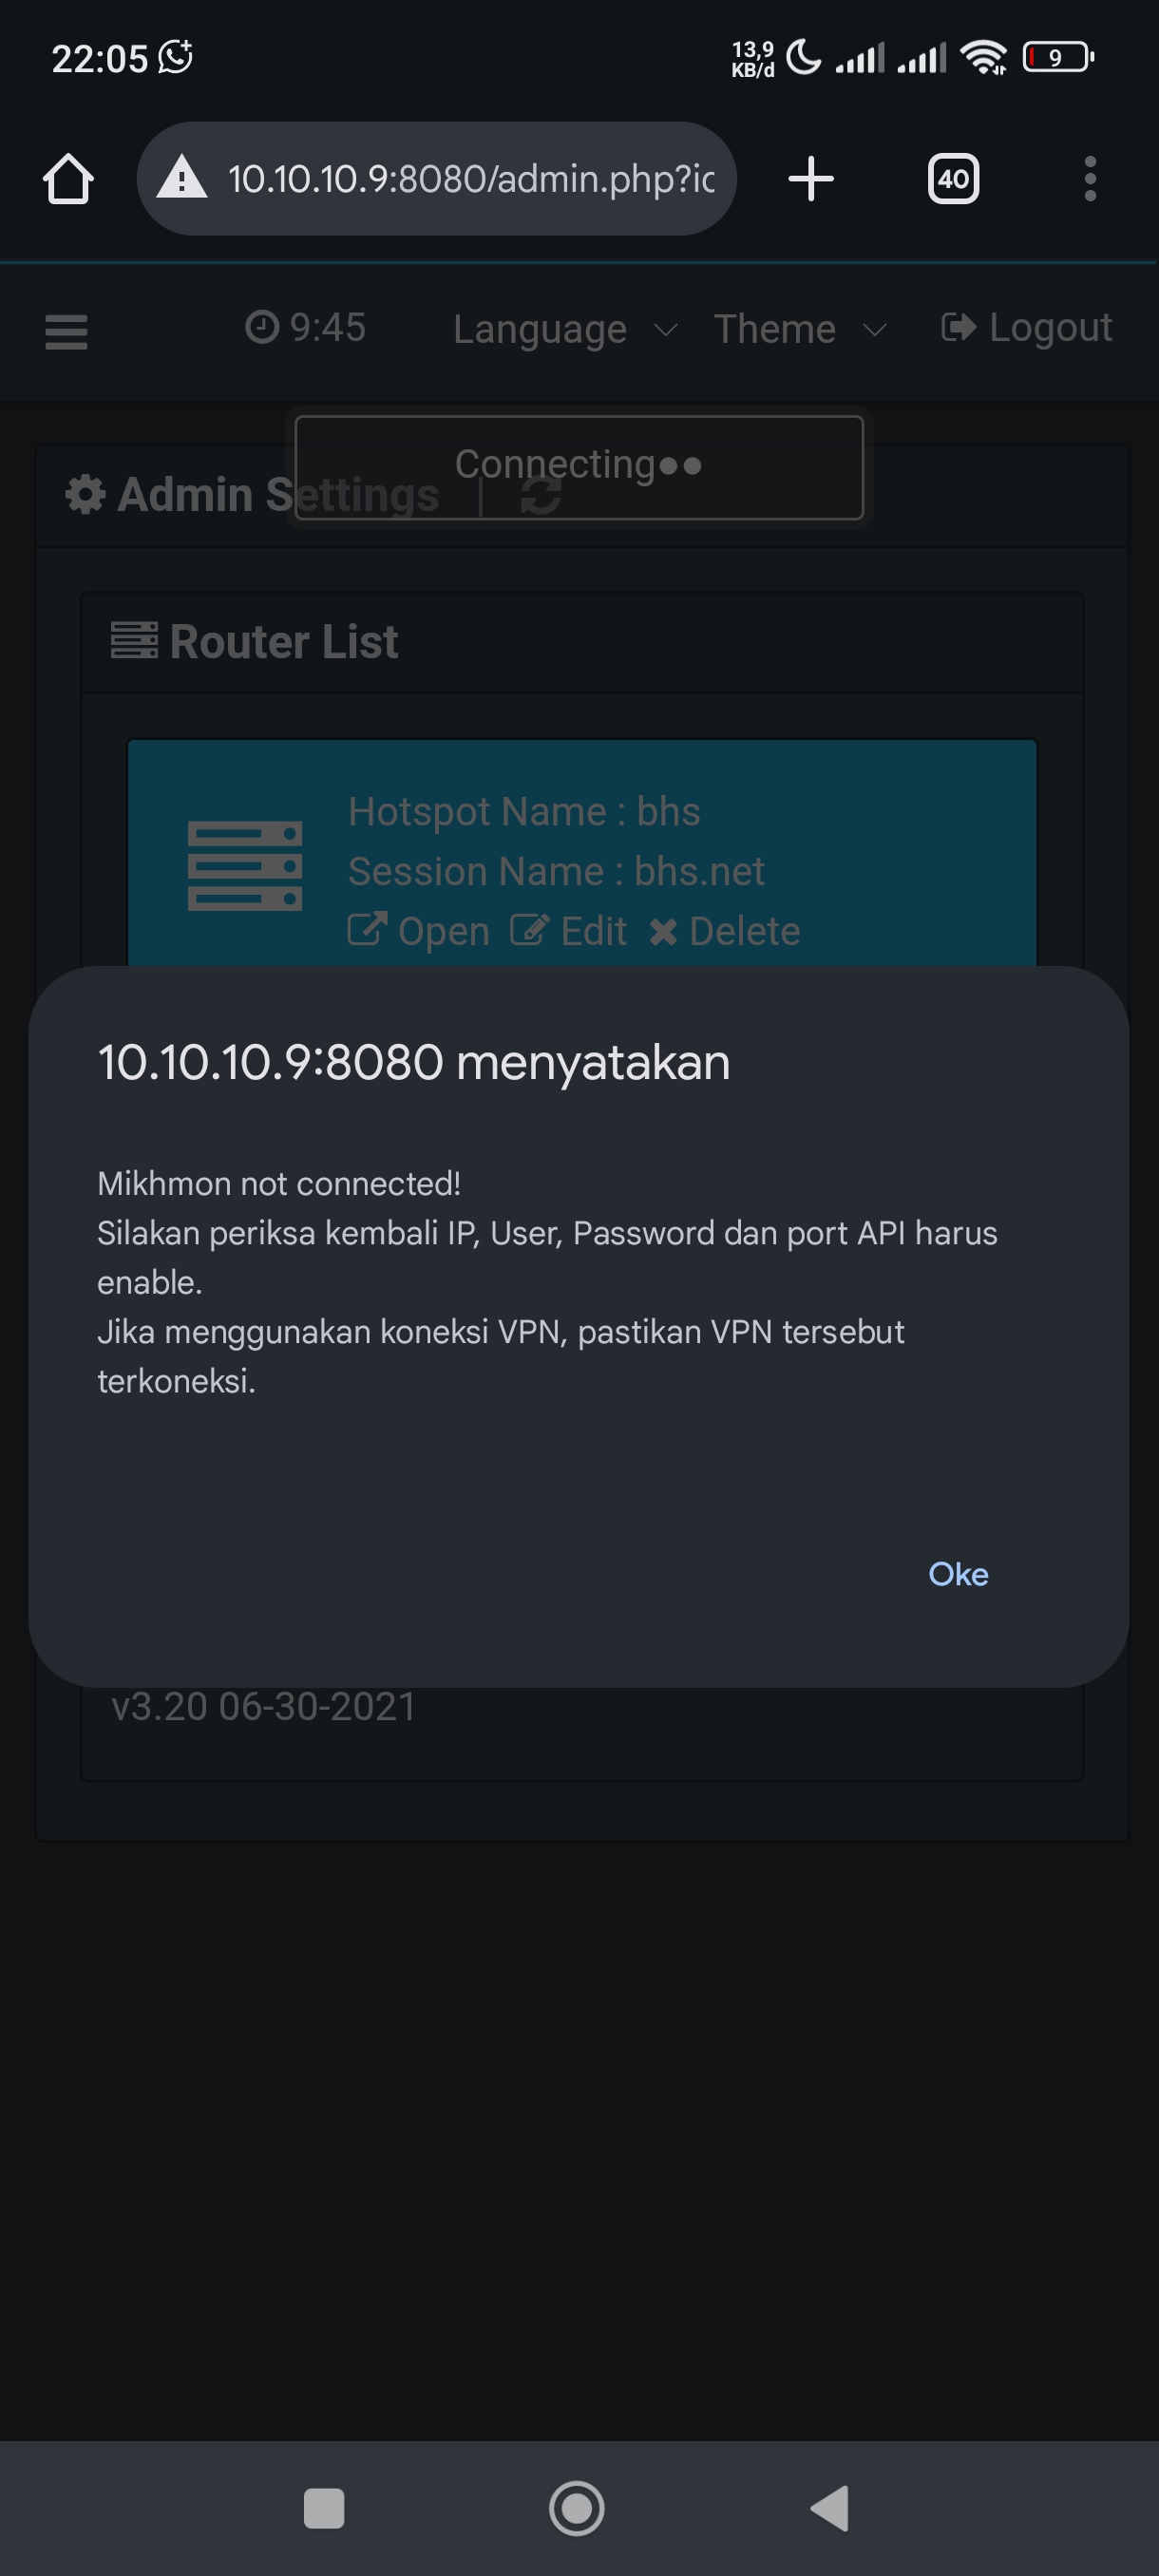 22:05
13,9
KB/d
9
10.10.10.9:8080/admin.php?ic
40
9:45
Language
Theme
Logout
Connecting
Admin Settings |
Router List
Hotspot Name : bhs
Session Name : bhs.net
Open Edit Delete
10.10.10.9:8080 menyatakan
Mikhmon not connected!
Silakan periksa kembali IP, User, Password dan port API harus
enable.
Jika menggunakan koneksi VPN, pastikan VPN tersebut
terkoneksi.
Oke
v3.20 06-30-2021